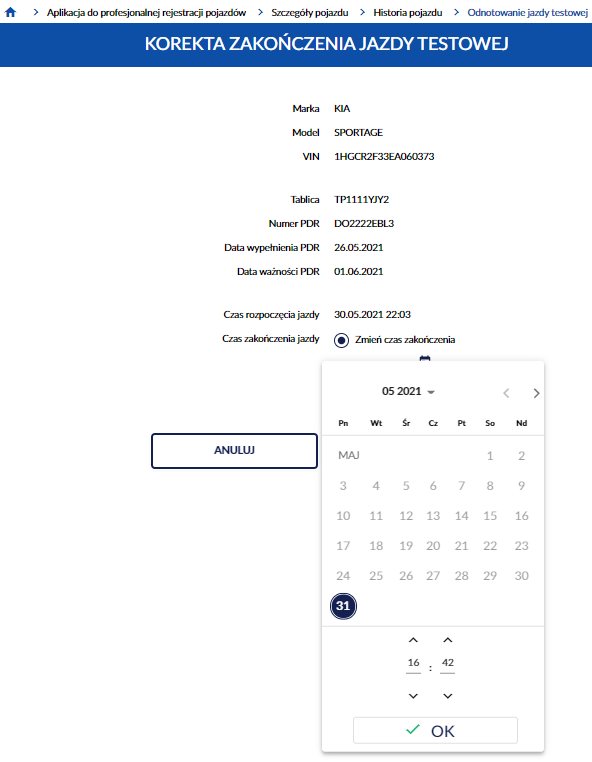 Aplikacja do profesjonalnej rejestracji pojazdów > Szczegóły pojazdu > Historia pojazdu > Odnotowanie jazdy testowej
KOREKTA ZAKOŃCZENIA JAZDY TESTOWEJ
Marka KIA
Model SPORTAGE
VIN 1HGCR2F33EA060373
Tablica TP1111YJY2
Numer PDR DO2222EBL3
Data wypełnienia PDR 26.05.2021
Data ważności PDR 01.06.2021
Czas rozpoczęcia jazdy 30.05.2021 22:03
Czas zakończenia jazdy Zmień czas zakończenia
05 2021
Pn Wt Śr Cz Pt So Nd
MAJ 1 2
3 4 5 6 7 8 9
10 11 12 13 14 15 16
17 18 19 20 21 22 23
24 25 26 27 28 29 30
31
16 : 42
OK
ANULUJ